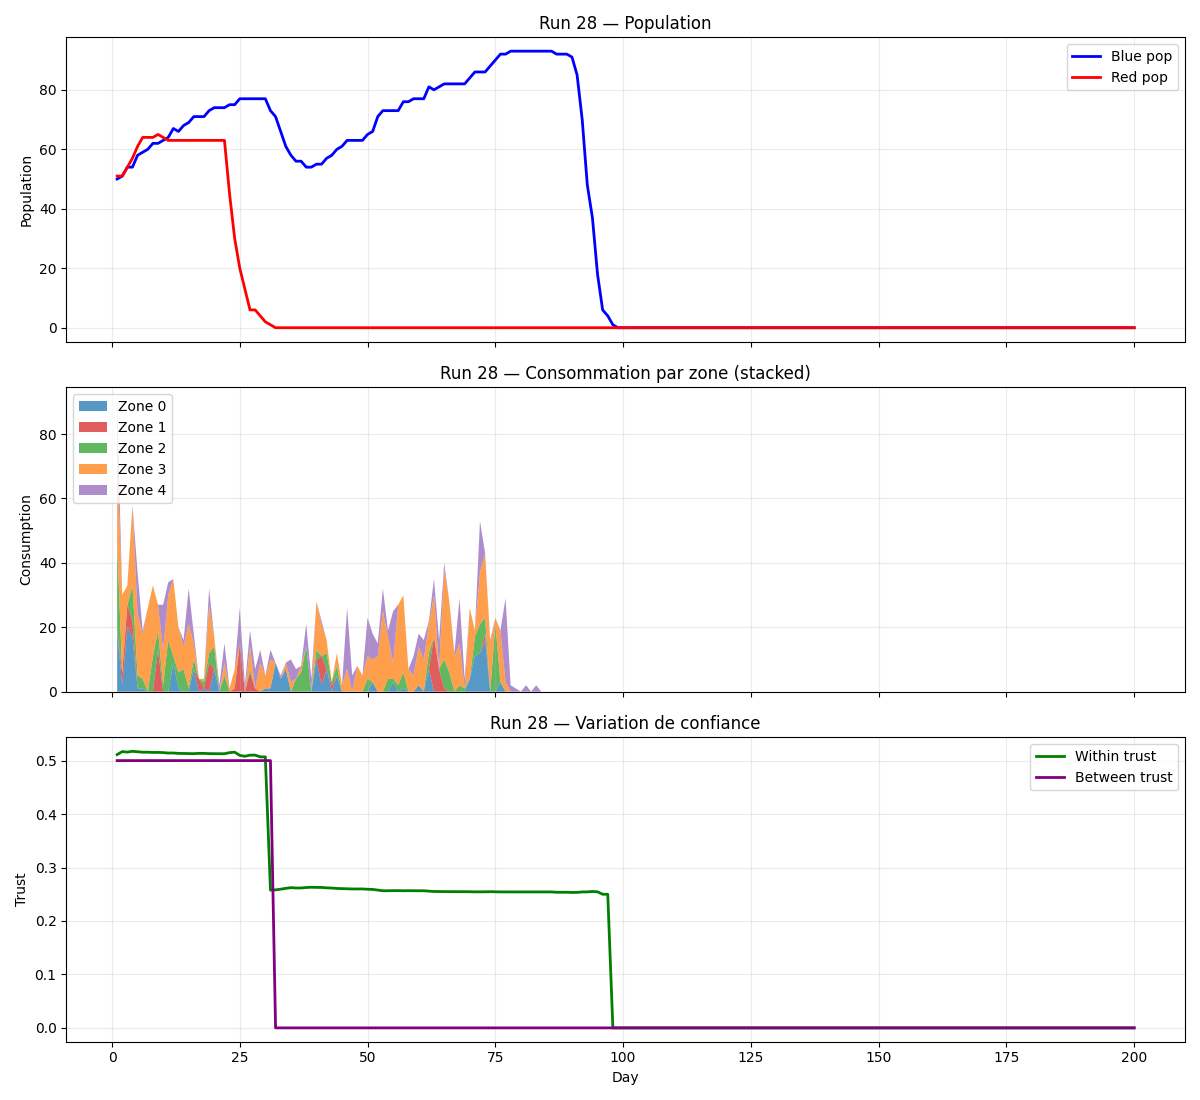 Run 28 — Population
Blue pop
Red pop
Population
80
60
40
20
0
Run 28 — Consommation par zone (stacked)
Zone 0
Zone 1
Zone 2
Zone 3
Zone 4
Consumption
80
60
40
20
0
Run 28 — Variation de confiance
Within trust
Between trust
Trust
0.5
0.4
0.3
0.2
0.1
0.0
0 25 50 75 100 125 150 175 200
Day